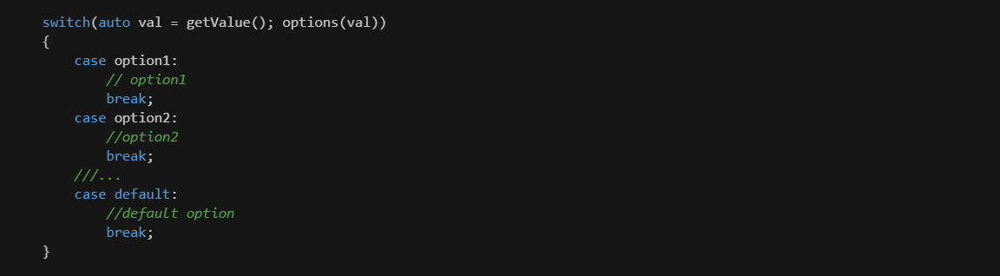 switch(auto val = getValue(); options(val))
{
    case option1:
        // option1
        break;
    case option2:
        //option2
        break;
    ///...
    case default:
        //default option
        break;
}